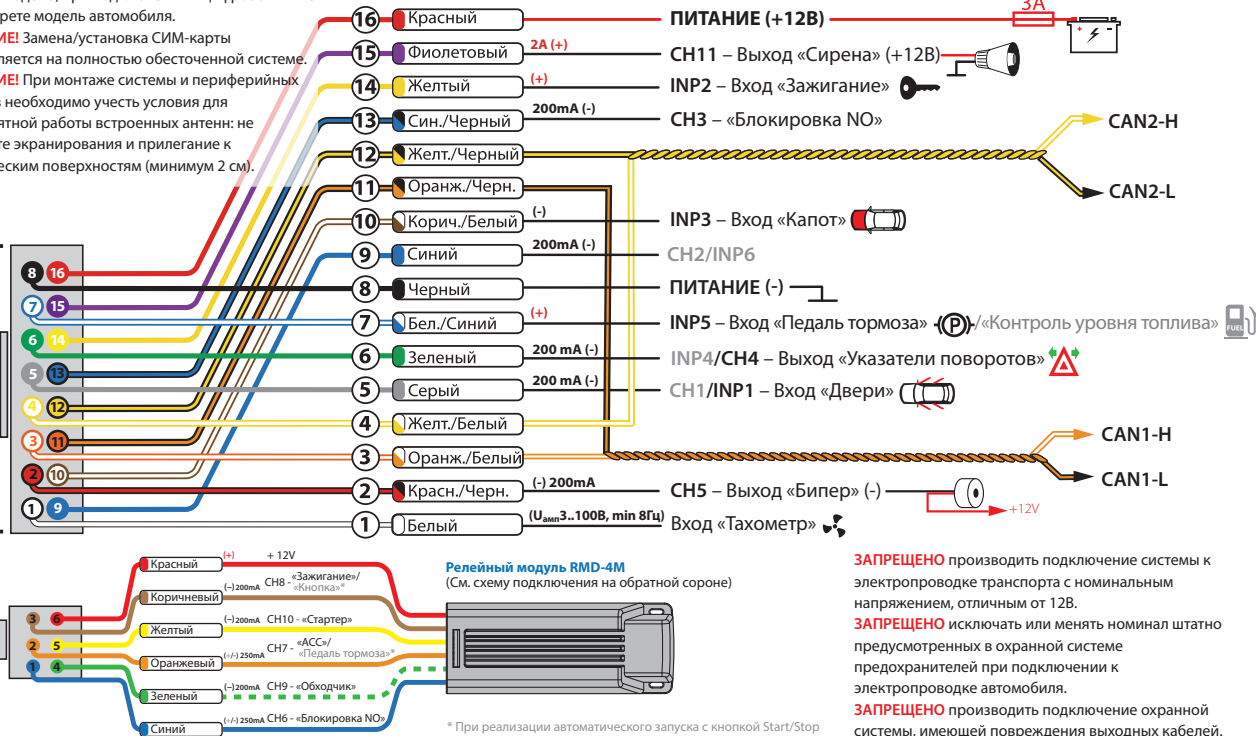 рете модель автомобиля.
ИЕ! Замена/установка СИМ-карты
ляется на полностью обесточенной системе.
ИЕ! При монтаже системы и периферийных
необходимо учесть условия для
ятной работы встроенных антенн: не
те экранирования и прилегание к
еским поверхностям (минимум 2 см).
16 Красный ПИТАНИЕ (+12В) 3А
15 Фиолетовый 2А (+) CH11 – Выход «Сирена» (+12В)
14 Желтый (+) INP2 – Вход «Зажигание»
13 Син./Черный 200mA (-) CH3 – «Блокировка NO»
12 Желт./Черный CAN2-H
CAN2-L
11 Оранж./Черн.
10 Корич./Белый (-) INP3 – Вход «Капот»
9 Синий 200mA (-) CH2/INP6
8 Черный ПИТАНИЕ (-)
7 Бел./Синий (+) INP5 – Вход «Педаль тормоза» (P)/«Контроль уровня топлива» FUEL
6 Зеленый 200 mA (-) INP4/CH4 – Выход «Указатели поворотов»
5 Серый 200 mA (-) CH1/INP1 – Вход «Двери»
4 Желт./Белый
3 Оранж./Белый CAN1-H
CAN1-L
2 Красн./Черн. (-) 200mA CH5 – Выход «Бипер» (-) +12V
1 Белый (Uамп3..100В, min 8Гц) Вход «Тахометр»
8 16
7 15
6 14
5 13
4 12
3 11
2 10
1 9
Красный (+) + 12V
Коричневый (–)200mA CH8 - «Зажигание»/
«Кнопка»*
Желтый (–)200mA CH10 - «Стартер»
Оранжевый (+/-) 250mA CH7 - «ACC»/
«Педаль тормоза»*
Зеленый (–)200mA CH9 - «Обходчик»
Синий (+/-) 250mA CH6 - «Блокировка NO»
3 6
2 5
1 4
Релейный модуль RMD-4M
(См. схему подключения на обратной сороне)
* При реализации автоматического запуска с кнопкой Start/Stop
ЗАПРЕЩЕНО производить подключение системы к
электропроводке транспорта с номинальным
напряжением, отличным от 12В.
ЗАПРЕЩЕНО исключать или менять номинал штатно
предусмотренных в охранной системе
предохранителей при подключении к
электропроводке автомобиля.
ЗАПРЕЩЕНО производить подключение охранной
системы, имеющей повреждения выходных кабелей.